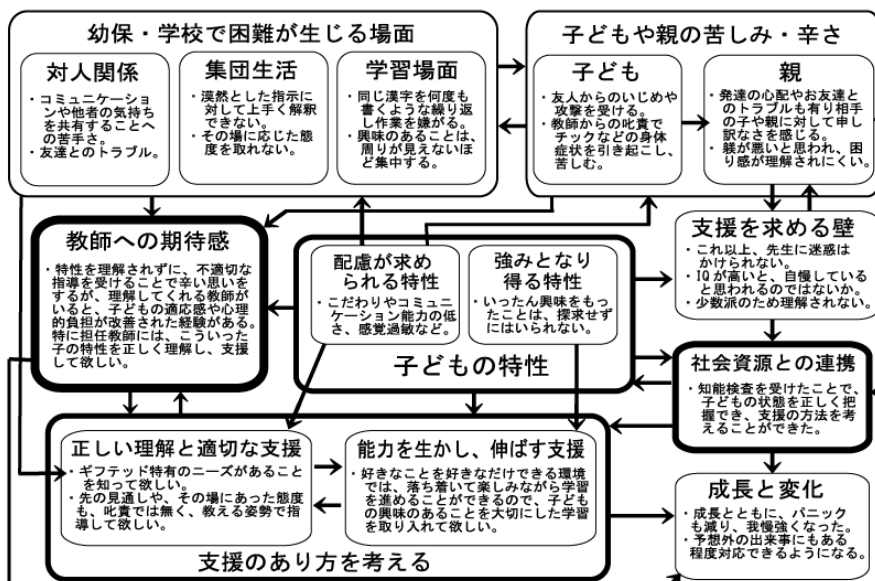 幼保・学校で困難が生じる場面
対人関係
・コミュニケーショ
ンや他者の気持ち
を共有することへ
の苦手さ。
・友達とのトラブル。
集団生活
・漠然とした指示に
対して上手く解釈
できない。
・その場に応じた態
度を取れない。
学習場面
・同じ漢字を何度も
書くような繰り返
し作業を嫌がる。
・興味のあることは、
周りが見えないほ
ど集中する。
子どもや親の苦しみ・辛さ
子ども
・友人からのいじめや
攻撃を受ける。
・教師からの叱責で
チックなどの身体
症状を引き起こし、
苦しむ。
親
・発達の心配やお友達と
のトラブルも有り相手
の子や親に対して申し
訳なさを感じる。
・躾が悪いと思われ、困
り感が理解されにくい。
教師への期待感
・特性を理解されずに、不適切な
指導を受けることで辛い思いを
するが、理解してくれる教師が
いると、子どもの適応感や心理
的負担が改善された経験がある。
特に担任教師には、こういった
子の特性を正しく理解し、支援
して欲しい。
配慮が求め
られる特性
・こだわりやコミュ
ニケーション能力の低
さ、感覚過敏など。
強みとなり
得る特性
・いったん興味をもっ
たことは、探求せず
にはいられない。
子どもの特性
支援を求める壁
・これ以上、先生に迷惑は
かけられない。
・IQが高いと、自慢している
と思われるのではないか。
・少数派のため理解されない。
社会資源との連携
・知能検査を受けたことで、
子どもの状態を正しく把
握でき、支援の方法を考
えることができた。
正しい理解と適切な支援
・ギフテッド特有のニーズがあること
を知って欲しい。
・先の見通しや、その場にあった態度
も、叱責では無く、教える姿勢で指
導して欲しい。
能力を生かし、伸ばす支援
・好きなことを好きなだけできる環境
では、落ち着いて楽しみながら学習
を進めることができるので、子ども
の興味のあることを大切にした学習
を取り入れて欲しい。
支援のあり方を考える
成長と変化
・成長とともに、パニック
も減り、我慢強くなった。
・予想外の出来事にもある
程度対応できるようになる。